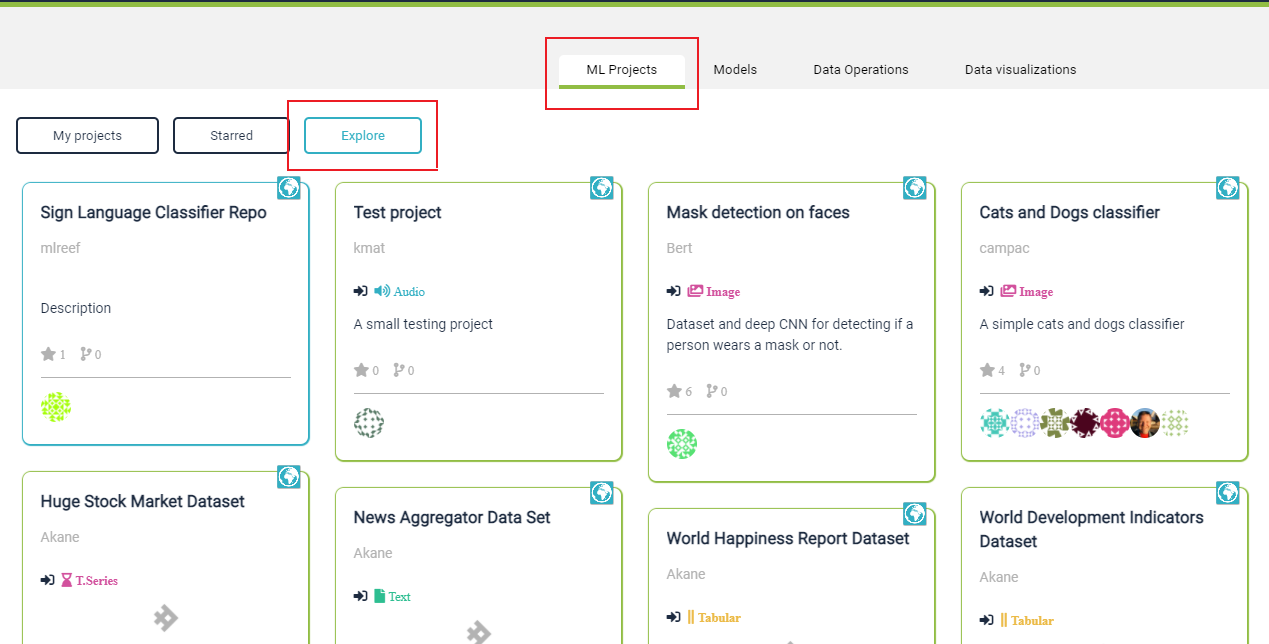 ML Projects
Models
Data Operations
Data visualizations
My projects
Starred
Explore
Sign Language Classifier Repo
mlreef
Description
1
0
Test project
kmat
Audio
A small testing project
0
0
Mask detection on faces
Bert
Image
Dataset and deep CNN for detecting if a
person wears a mask or not.
6
0
Cats and Dogs classifier
campac
Image
A simple cats and dogs classifier
4
0
Huge Stock Market Dataset
Akane
T.Series
News Aggregator Data Set
Akane
Text
World Happiness Report Dataset
Akane
Tabular
World Development Indicators
Dataset
Akane
Tabular